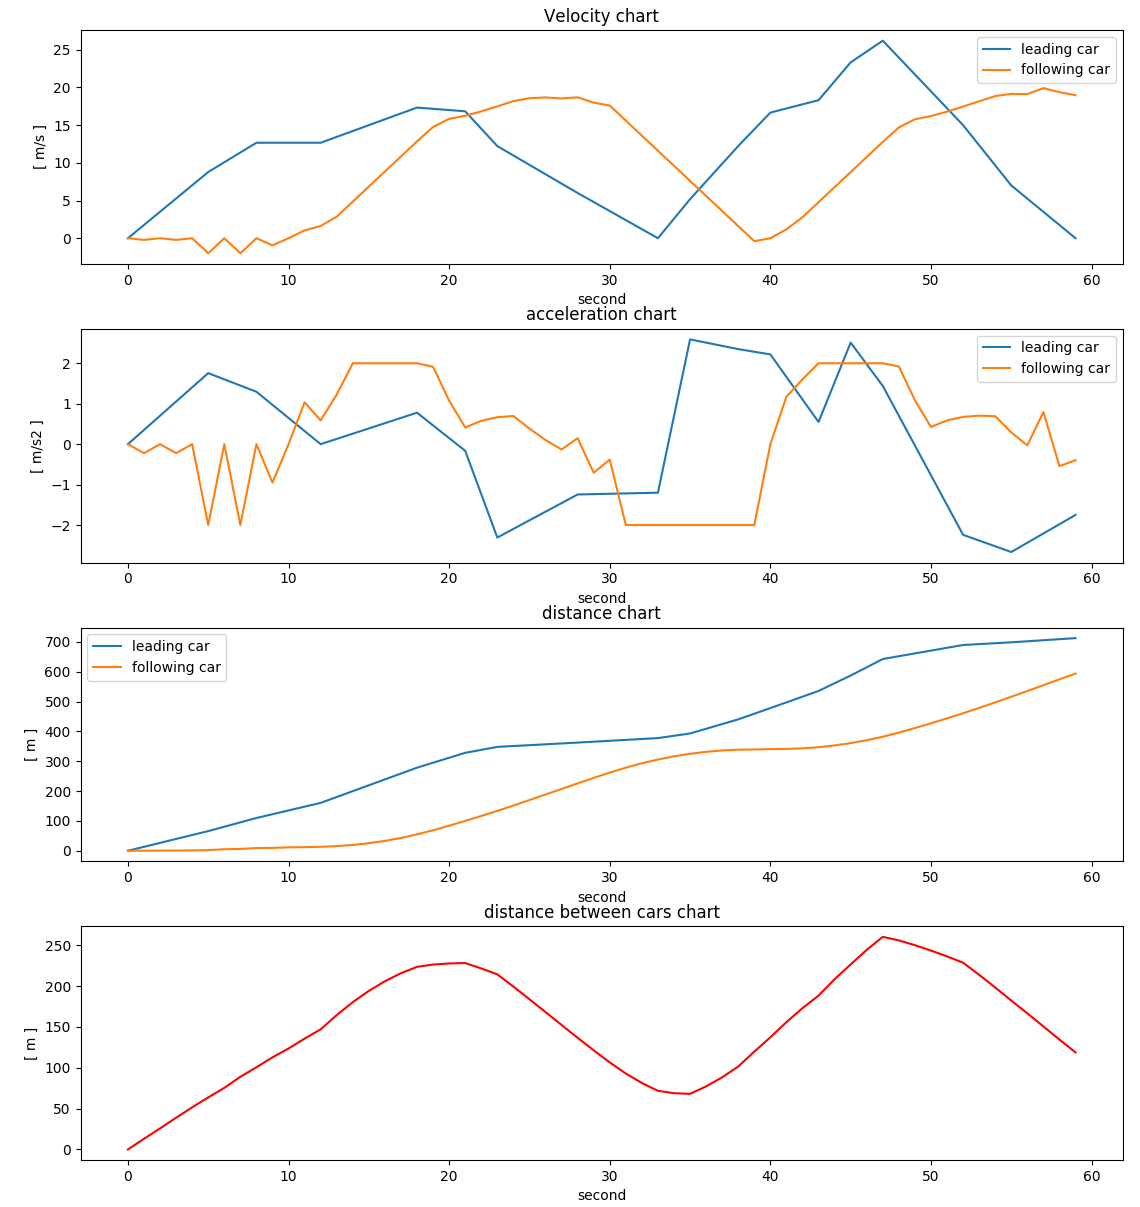 Velocity chart
25
20
15
10
5
0
[ m/s ]
leading car
following car
0 10 20 30 40 50 60
second
acceleration chart
2
1
0
−1
−2
[ m/s2 ]
leading car
following car
0 10 20 30 40 50 60
second
distance chart
700
600
500
400
300
200
100
0
[ m ]
leading car
following car
0 10 20 30 40 50 60
second
distance between cars chart
250
200
150
100
50
0
[ m ]
0 10 20 30 40 50 60
second